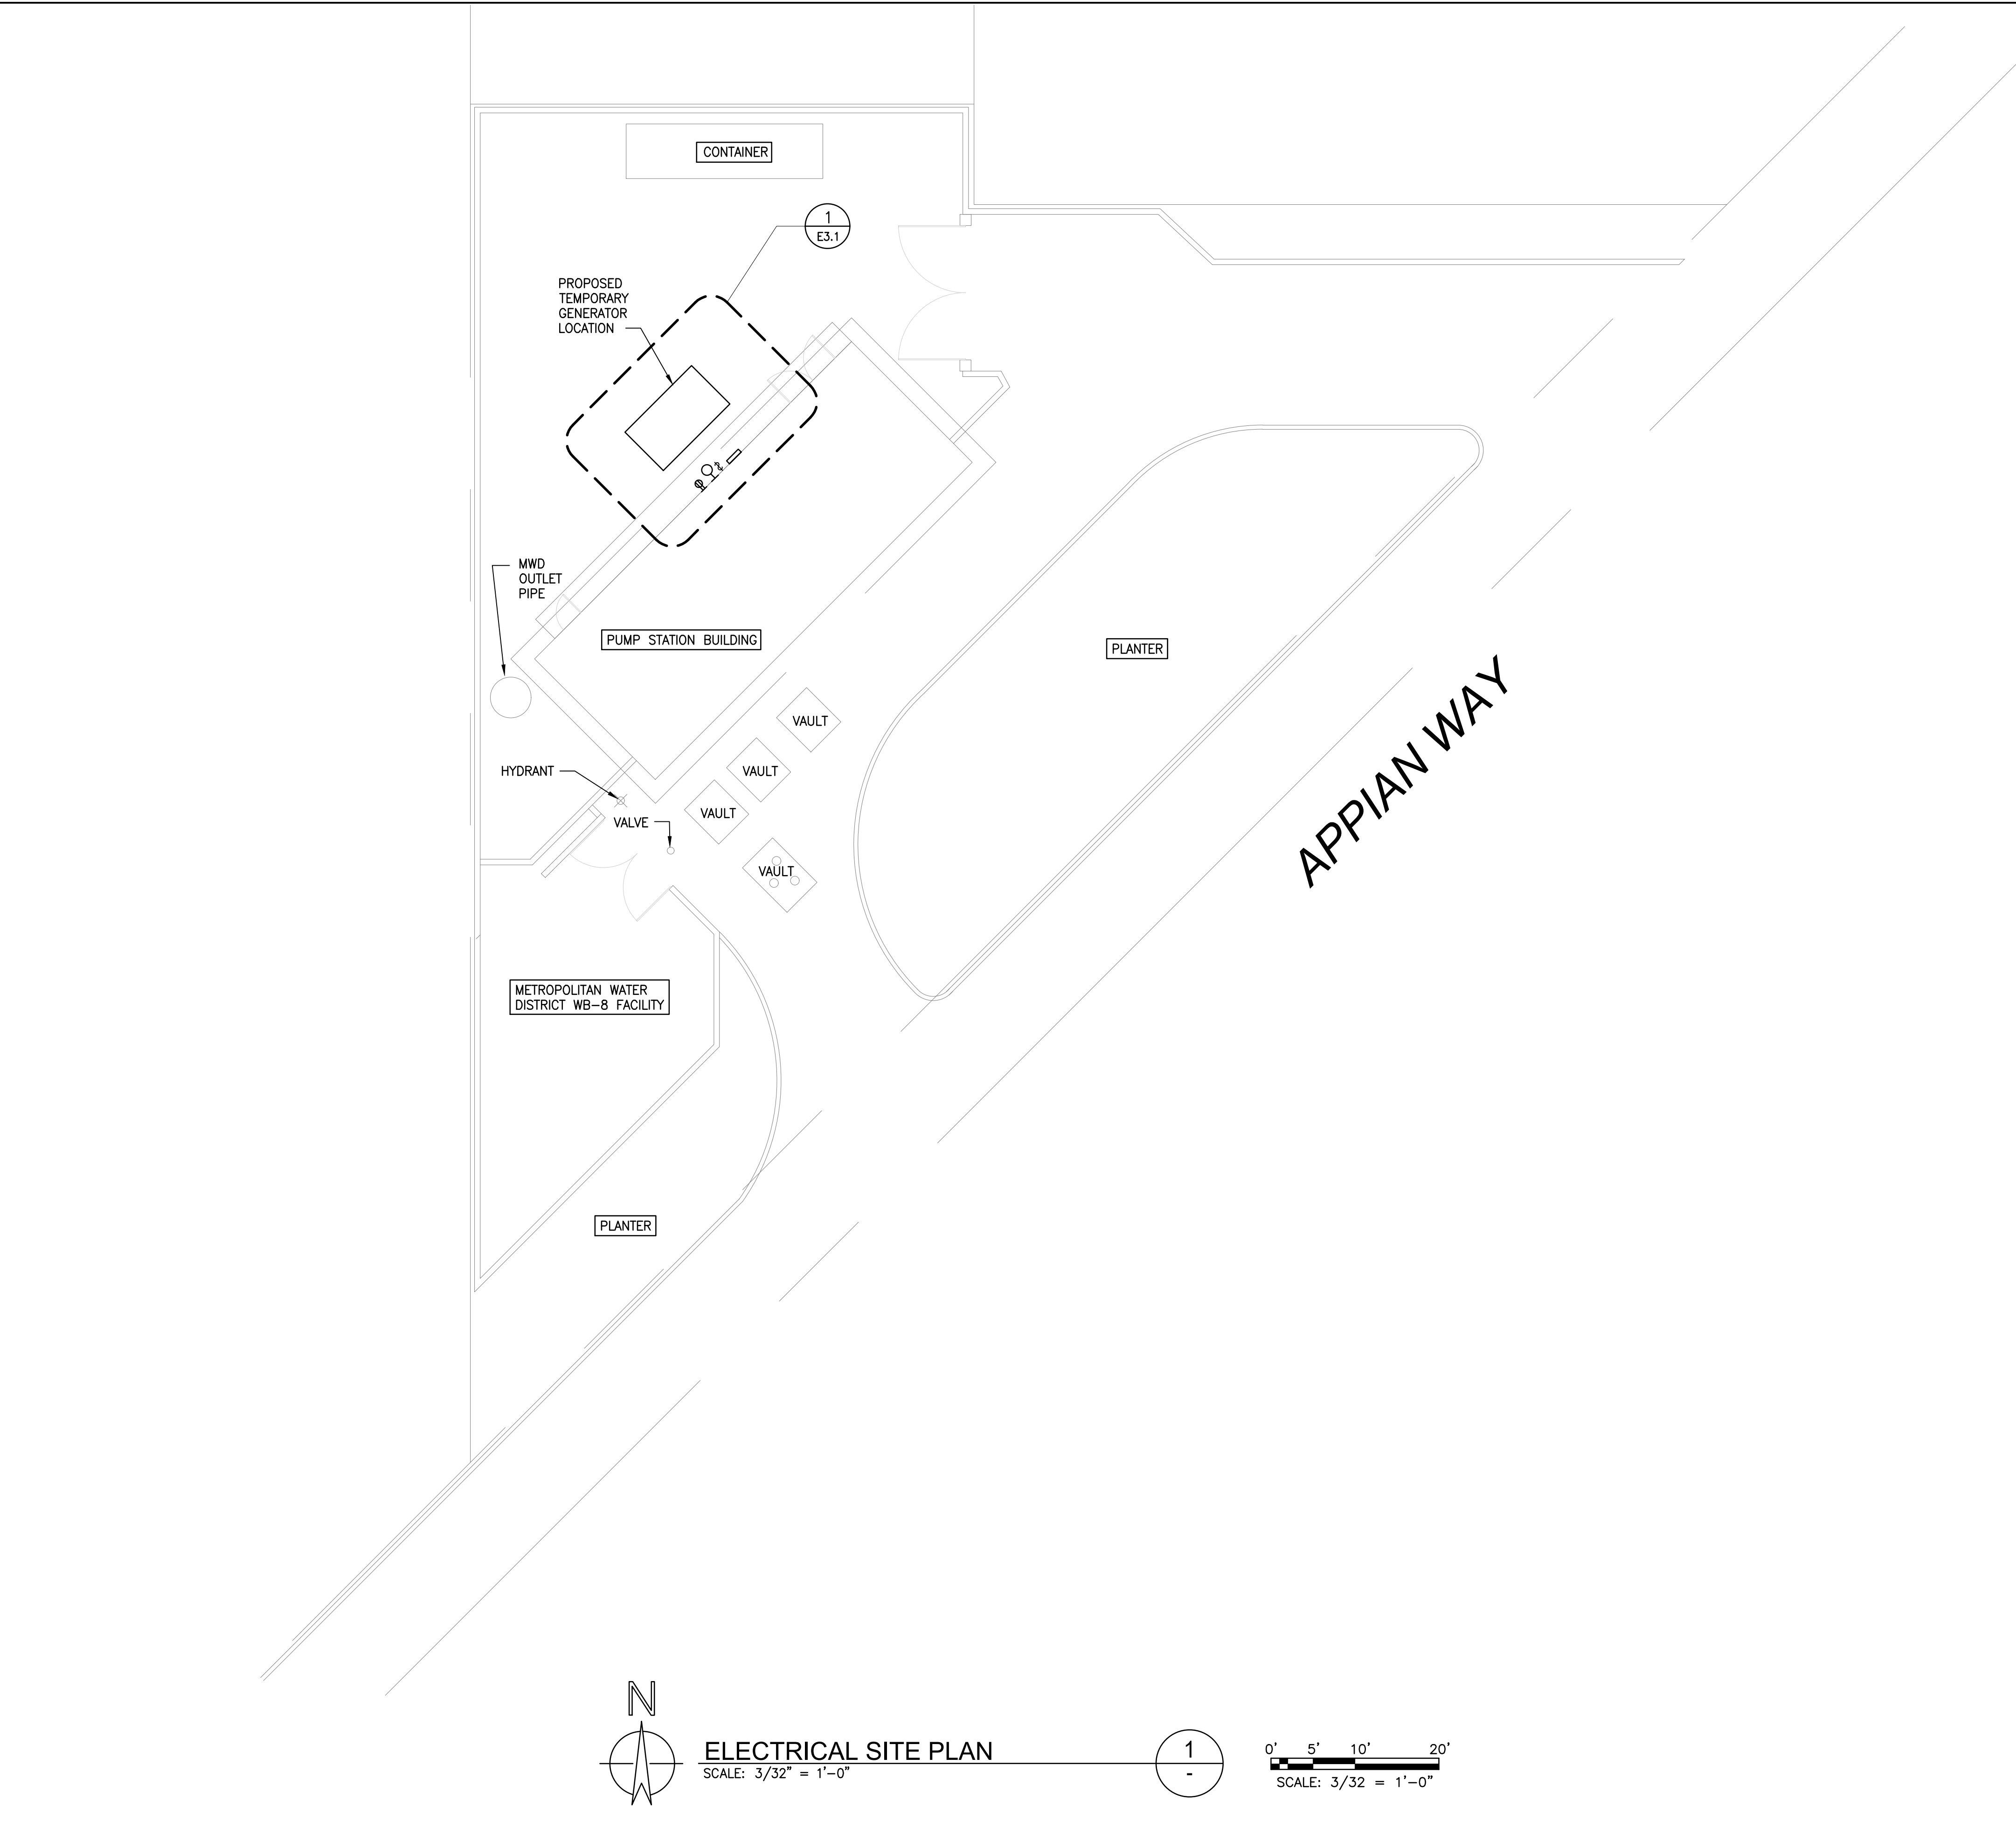 CONTAINER
1
E3.1
PROPOSED
TEMPORARY
GENERATOR
LOCATION
MWD
OUTLET
PIPE
PUMP STATION BUILDING
PLANTER
VAULT
VAULT
HYDRANT
VAULT
VALVE
VAULT
APPIAN WAY
METROPOLITAN WATER
DISTRICT WB-8 FACILITY
PLANTER
N
ELECTRICAL SITE PLAN
SCALE: 3/32" = 1'-0"
1
-
0' 5' 10' 20'
SCALE: 3/32 = 1'-0"